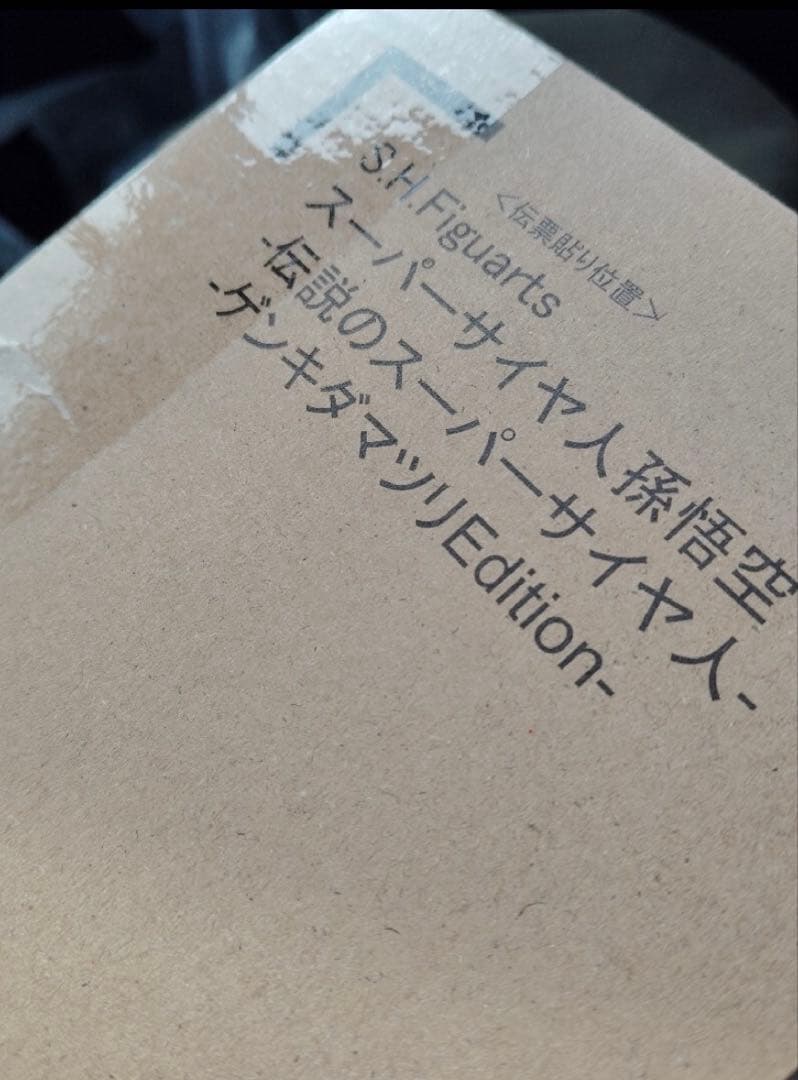 <伝票貼り位置>
S.H.Figuarts
スーパーサイヤ人孫悟空
-伝説のスーパーサイヤ人-
-ゲンキダマツリEdition-